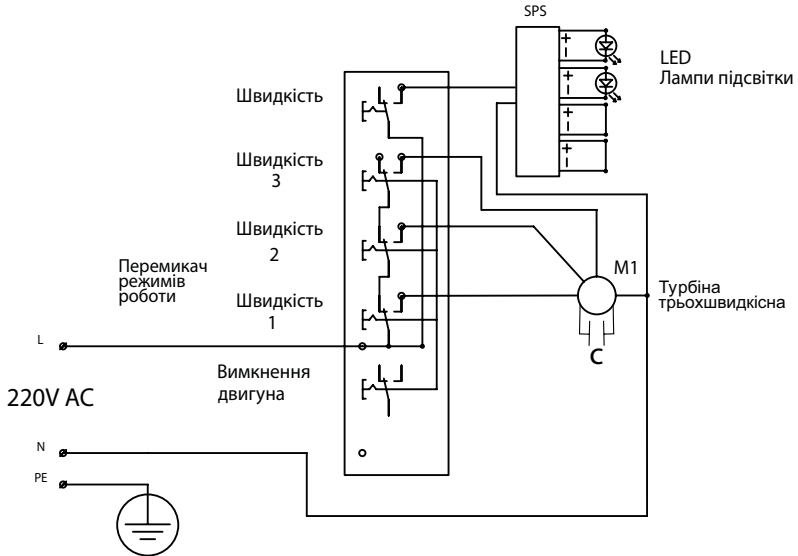 SPS
LED
Лампи підсвітки
Швидкість
Швидкість
3
Швидкість
2
Швидкість
1
Перемикач
режимів
роботи
M1
Турбіна
трьохшвидкісна
C
L
Вимкнення
двигуна
220V AC
N
PE